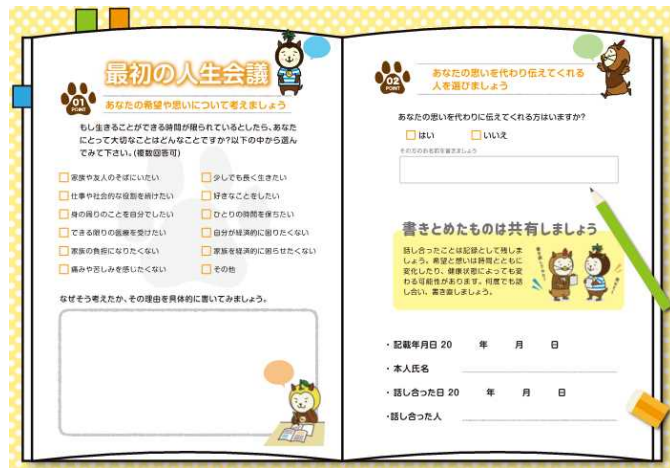 最初の人生会議
01
POINT
あなたの希望や思いについて考えましょう
もし生きることができる時間が限られているとしたら、あなた
にとって大切なことはどんなことですか?以下の中から選ん
でみて下さい。(複数回答可)
家族や友人のそばにいたい
少しでも長く生きたい
仕事や社会的な役割を続けたい
好きなことをしたい
身の周りのことを自分でしたい
ひとりの時間を保ちたい
できる限りの医療を受けたい
自分が経済的に困りたくない
家族の負担になりたくない
家族を経済的に困らせたくない
痛みや苦しみを感じたくない
その他
なぜそう考えたか、その理由を具体的に書いてみましょう。
02
POINT
あなたの思いを代わり伝えてくれる
人を選びましょう
あなたの思いを代わりに伝えてくれる方はいますか?
はい
いいえ
その方のお名前を書きましょう
書きとめたものは共有しましょう
話し合ったことは記録として残しま
しょう。希望と想いは時間とともに
変化したり、健康状態によっても変
わる可能性があります。何度でも話
し合い、書き直しましょう。
・記載年月日 20 年 月 日
・本人氏名
・話し合った日 20 年 月 日
・話し合った人